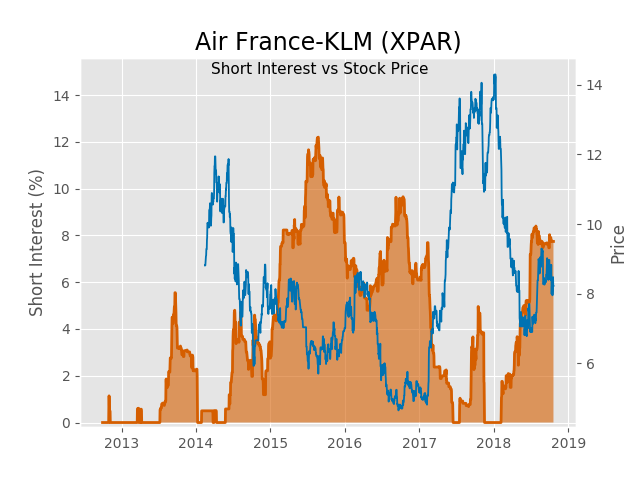 Air France-KLM (XPAR)
Short Interest vs Stock Price
Short Interest (%)
14
12
10
8
6
4
2
0
14
12
10
8
6
Price
2013 2014 2015 2016 2017 2018 2019